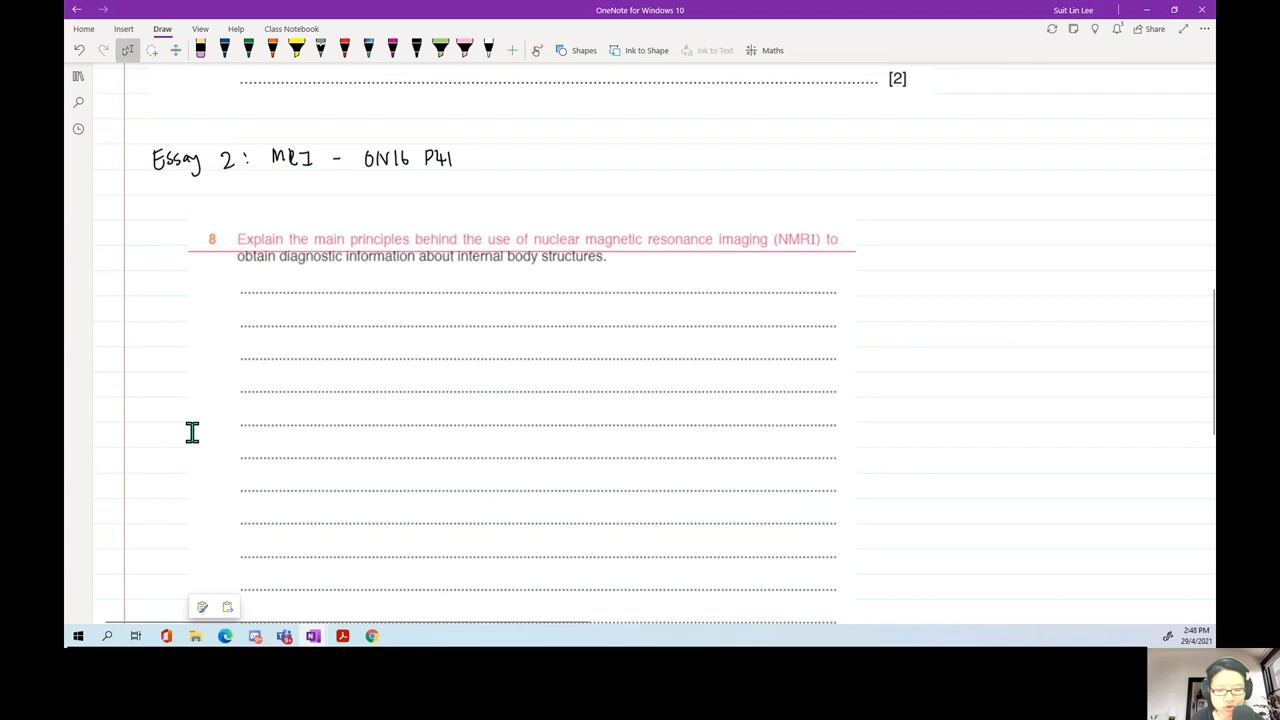 OneNote for Windows 10
Suit Lin Lee
Home Insert Draw View Help Class Notebook
Share
Shapes Ink to Shape Ink to Text Maths
[2]
Essay 2: MRI - ON16 P41
8 Explain the main principles behind the use of nuclear magnetic resonance imaging (NMRI) to
obtain diagnostic information about internal body structures.
2:48 PM
29/4/2021